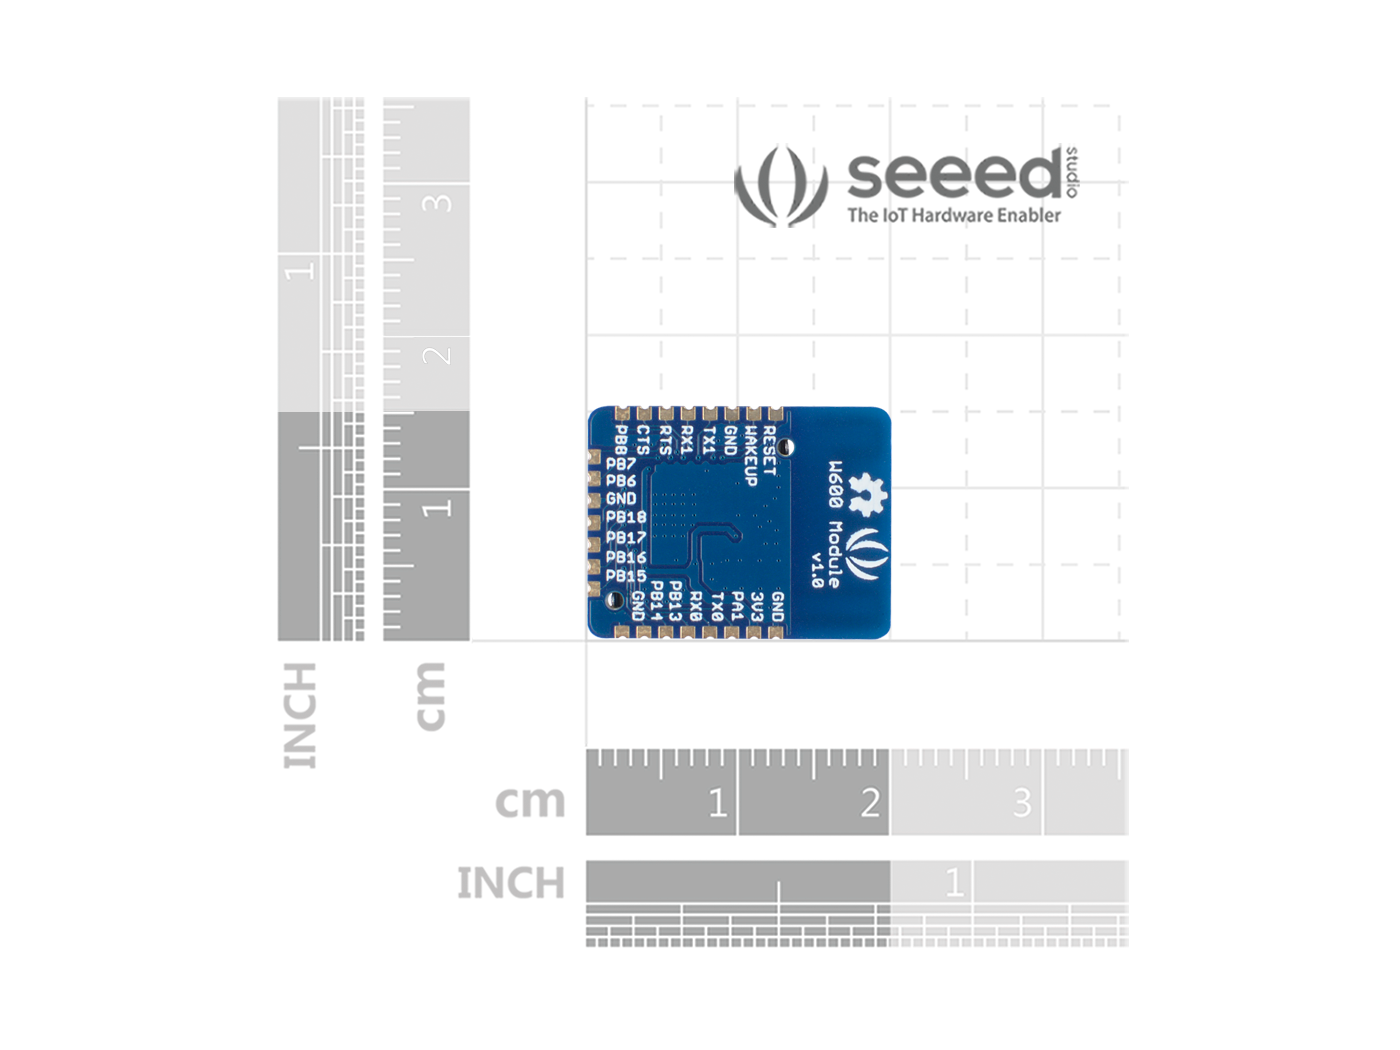 seeed
studio
The IoT Hardware Enabler
3
2
1
cm
1
INCH
PB8
CTS
RTS
RX1
TX1
GND
WAKEUP
RESET
PB7
PB6
GND
PB18
PB17
PB16
PB15
GND
PB14
PB13
RX0
TX0
PA1
3V3
GND
W600 Module
v1.0
cm
1
2
3
INCH
1